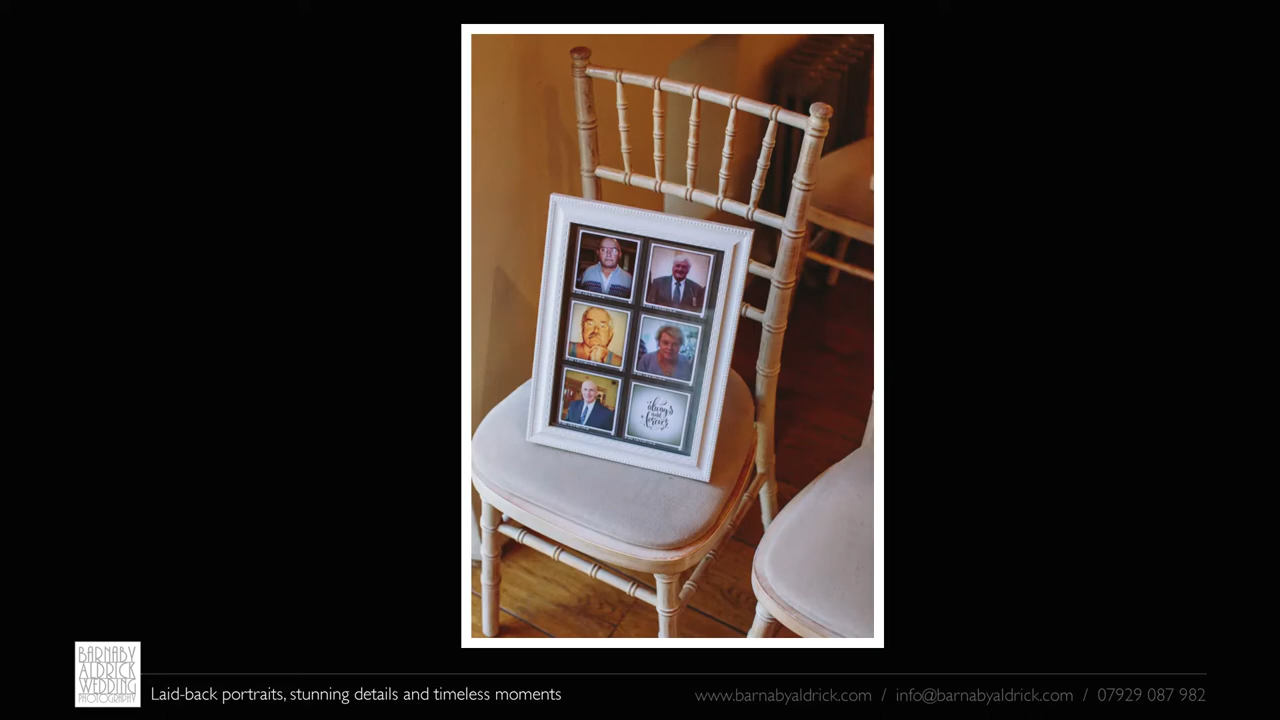 always
and
forever
BARNABY
ALDRICK
WEDDING
PHOTOGRAPHY
Laid-back portraits, stunning details and timeless moments
www.barnabyaldrick.com / info@barnabyaldrick.com / 07929 087 982